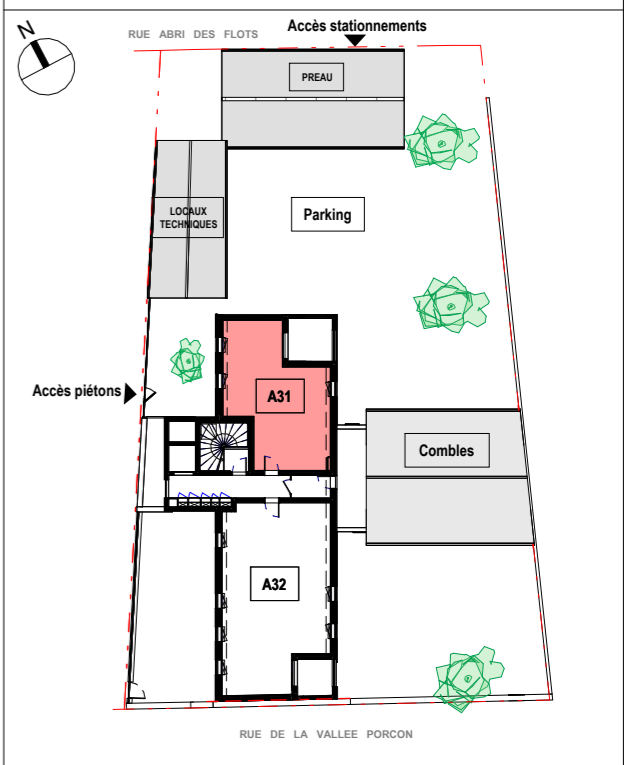 N
RUE ABRI DES FLOTS
Accès stationnements
PREAU
LOCAUX
TECHNIQUES
Parking
Accès piétons
A31
Combles
A32
RUE DE LA VALLEE PORCON